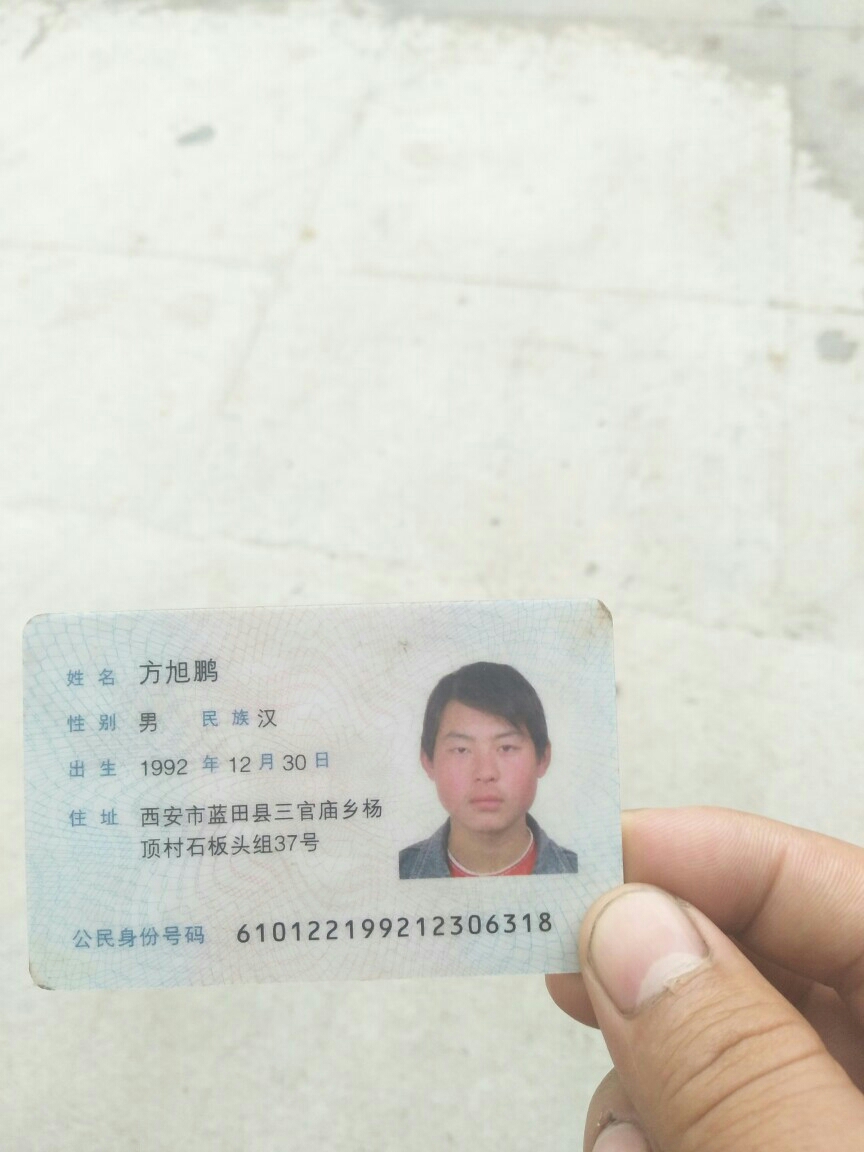 姓名 方旭鹏
性别 男 民族 汉
出生 1992 年 12 月 30 日
住址 西安市蓝田县三官庙乡杨
顶村石板头组37号
公民身份号码 610122199212306318